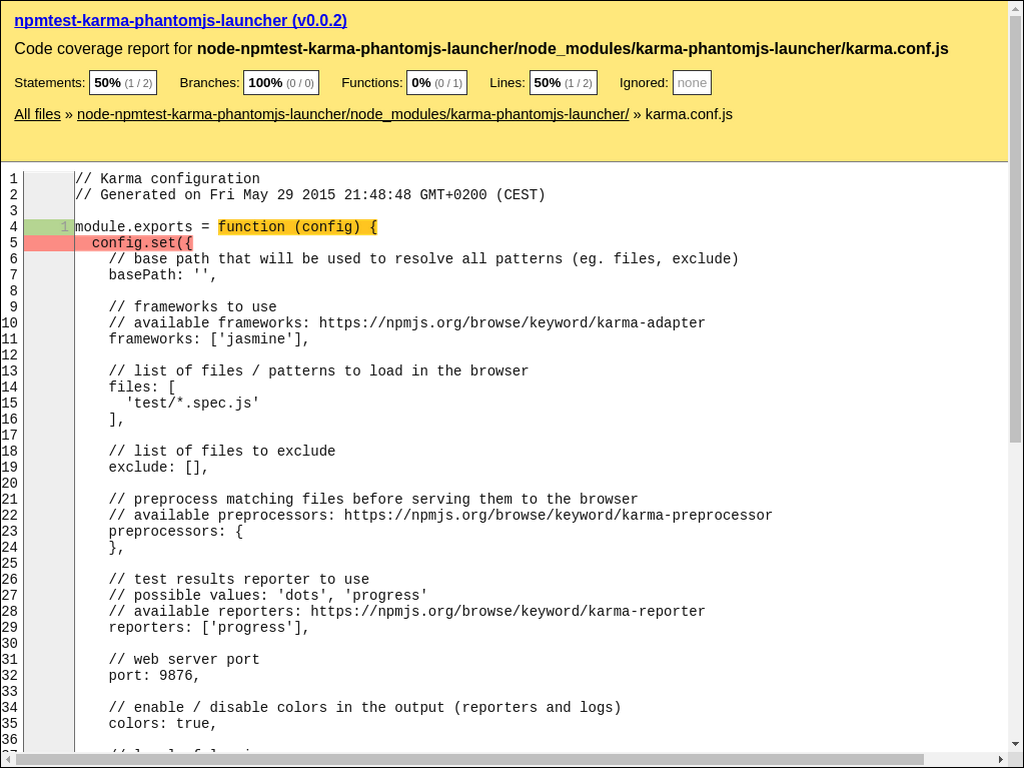 npmtest-karma-phantomjs-launcher (v0.0.2)
Code coverage report for node-npmtest-karma-phantomjs-launcher/node_modules/karma-phantomjs-launcher/karma.conf.js
Statements: 50% (1 / 2) Branches: 100% (0 / 0) Functions: 0% (0 / 1) Lines: 50% (1 / 2) Ignored: none
All files » node-npmtest-karma-phantomjs-launcher/node_modules/karma-phantomjs-launcher/ » karma.conf.js
1 // Karma configuration
2 // Generated on Fri May 29 2015 21:48:48 GMT+0200 (CEST)
3
4 1 module.exports = function (config) {
5   config.set({
6     // base path that will be used to resolve all patterns (eg. files, exclude)
7     basePath: '',
8
9     // frameworks to use
10     // available frameworks: https://npmjs.org/browse/keyword/karma-adapter
11     frameworks: ['jasmine'],
12
13     // list of files / patterns to load in the browser
14     files: [
15       'test/*.spec.js'
16     ],
17
18     // list of files to exclude
19     exclude: [],
20
21     // preprocess matching files before serving them to the browser
22     // available preprocessors: https://npmjs.org/browse/keyword/karma-preprocessor
23     preprocessors: {
24     },
25
26     // test results reporter to use
27     // possible values: 'dots', 'progress'
28     // available reporters: https://npmjs.org/browse/keyword/karma-reporter
29     reporters: ['progress'],
30
31     // web server port
32     port: 9876,
33
34     // enable / disable colors in the output (reporters and logs)
35     colors: true,
36